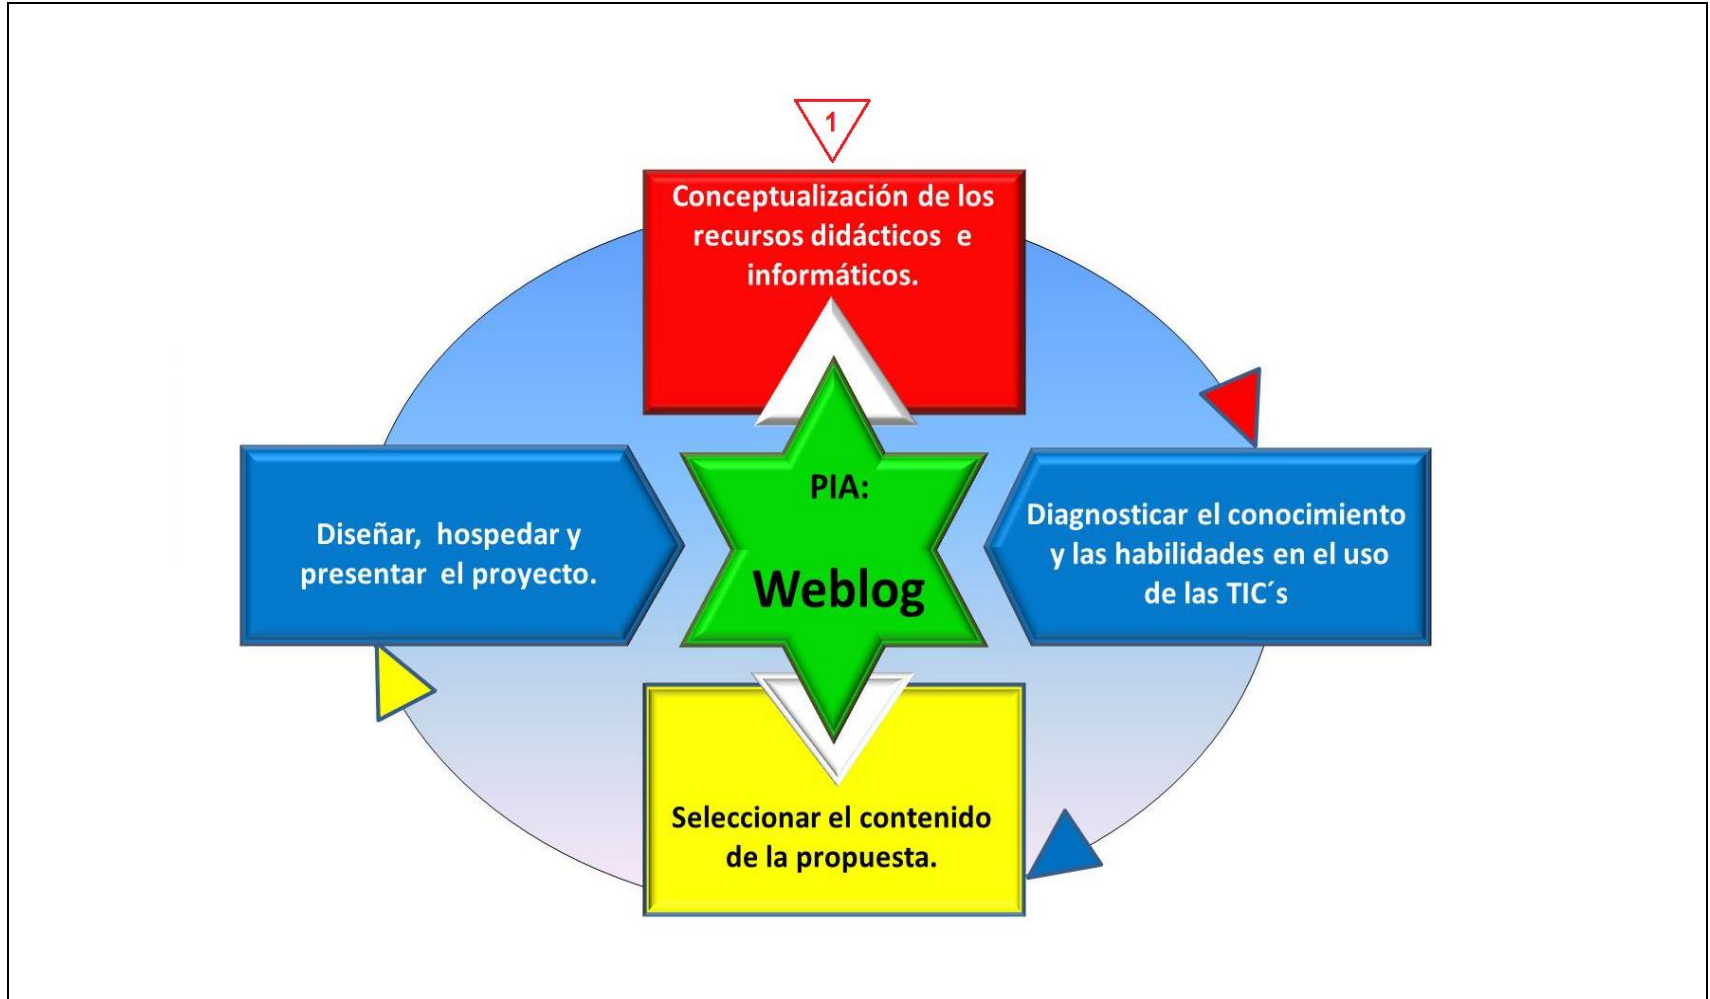 1
Conceptualización de los
recursos didácticos e
informáticos.
PIA:
Weblog
Diseñar, hospedar y
presentar el proyecto.
Diagnosticar el conocimiento
y las habilidades en el uso
de las TIC´s
Seleccionar el contenido
de la propuesta.